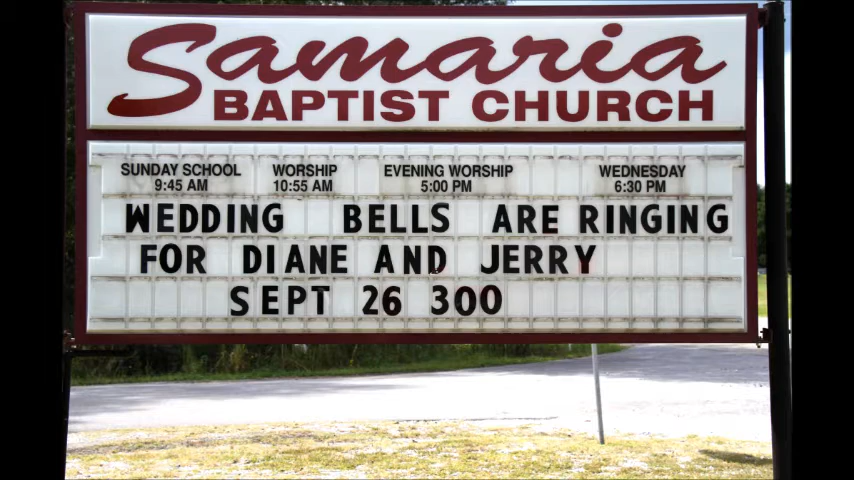 Samaria
BAPTIST CHURCH
SUNDAY SCHOOL WORSHIP EVENING WORSHIP WEDNESDAY
9:45 AM 10:55 AM 5:00 PM 6:30 PM
WEDDING BELLS ARE RINGING
FOR DIANE AND JERRY
SEPT 26 300